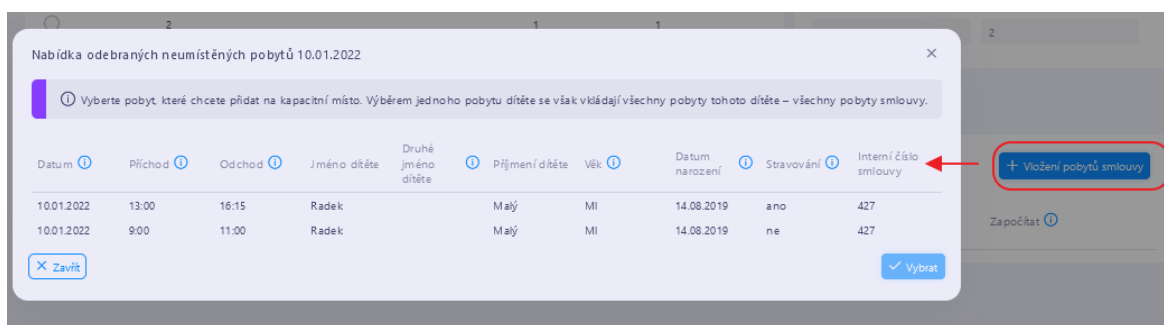 2 1 1
2
Nabídka odebraných neumístěných pobytů 10.01.2022
Vyberte pobyt, které chcete přidat na kapacitní místo. Výběrem jednoho pobytu dítěte se však vkládají všechny pobyty tohoto dítěte – všechny pobyty smlouvy.
Datum Příchod Odchod Jméno dítěte Druhé jméno dítěte Příjmení dítěte Věk Datum narození Stravování Interní číslo smlouvy
+ Vložení pobytů smlouvy
10.01.2022 13:00 16:15 Radek Malý MI 14.08.2019 ano 427
Započítat
10.01.2022 9:00 11:00 Radek Malý MI 14.08.2019 ne 427
Zavřít
Vybrat